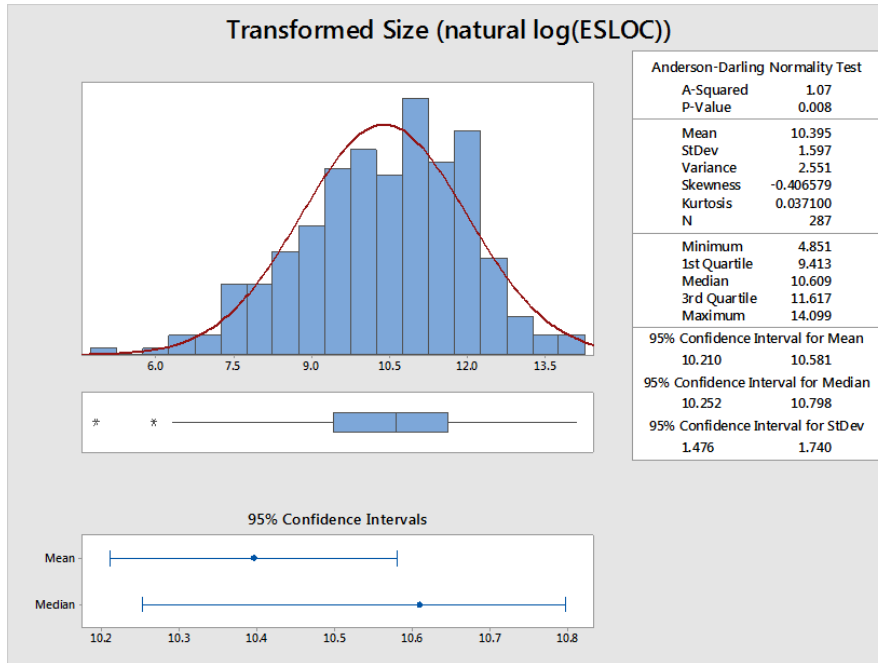 Transformed Size (natural log(ESLOC))
Anderson-Darling Normality Test
A-Squared 1.07
P-Value 0.008
Mean 10.395
StDev 1.597
Variance 2.551
Skewness -0.406579
Kurtosis 0.037100
N 287
Minimum 4.851
1st Quartile 9.413
Median 10.609
3rd Quartile 11.617
Maximum 14.099
95% Confidence Interval for Mean
10.210 10.581
95% Confidence Interval for Median
10.252 10.798
95% Confidence Interval for StDev
1.476 1.740
6.0 7.5 9.0 10.5 12.0 13.5
95% Confidence Intervals
Mean
Median
10.2 10.3 10.4 10.5 10.6 10.7 10.8